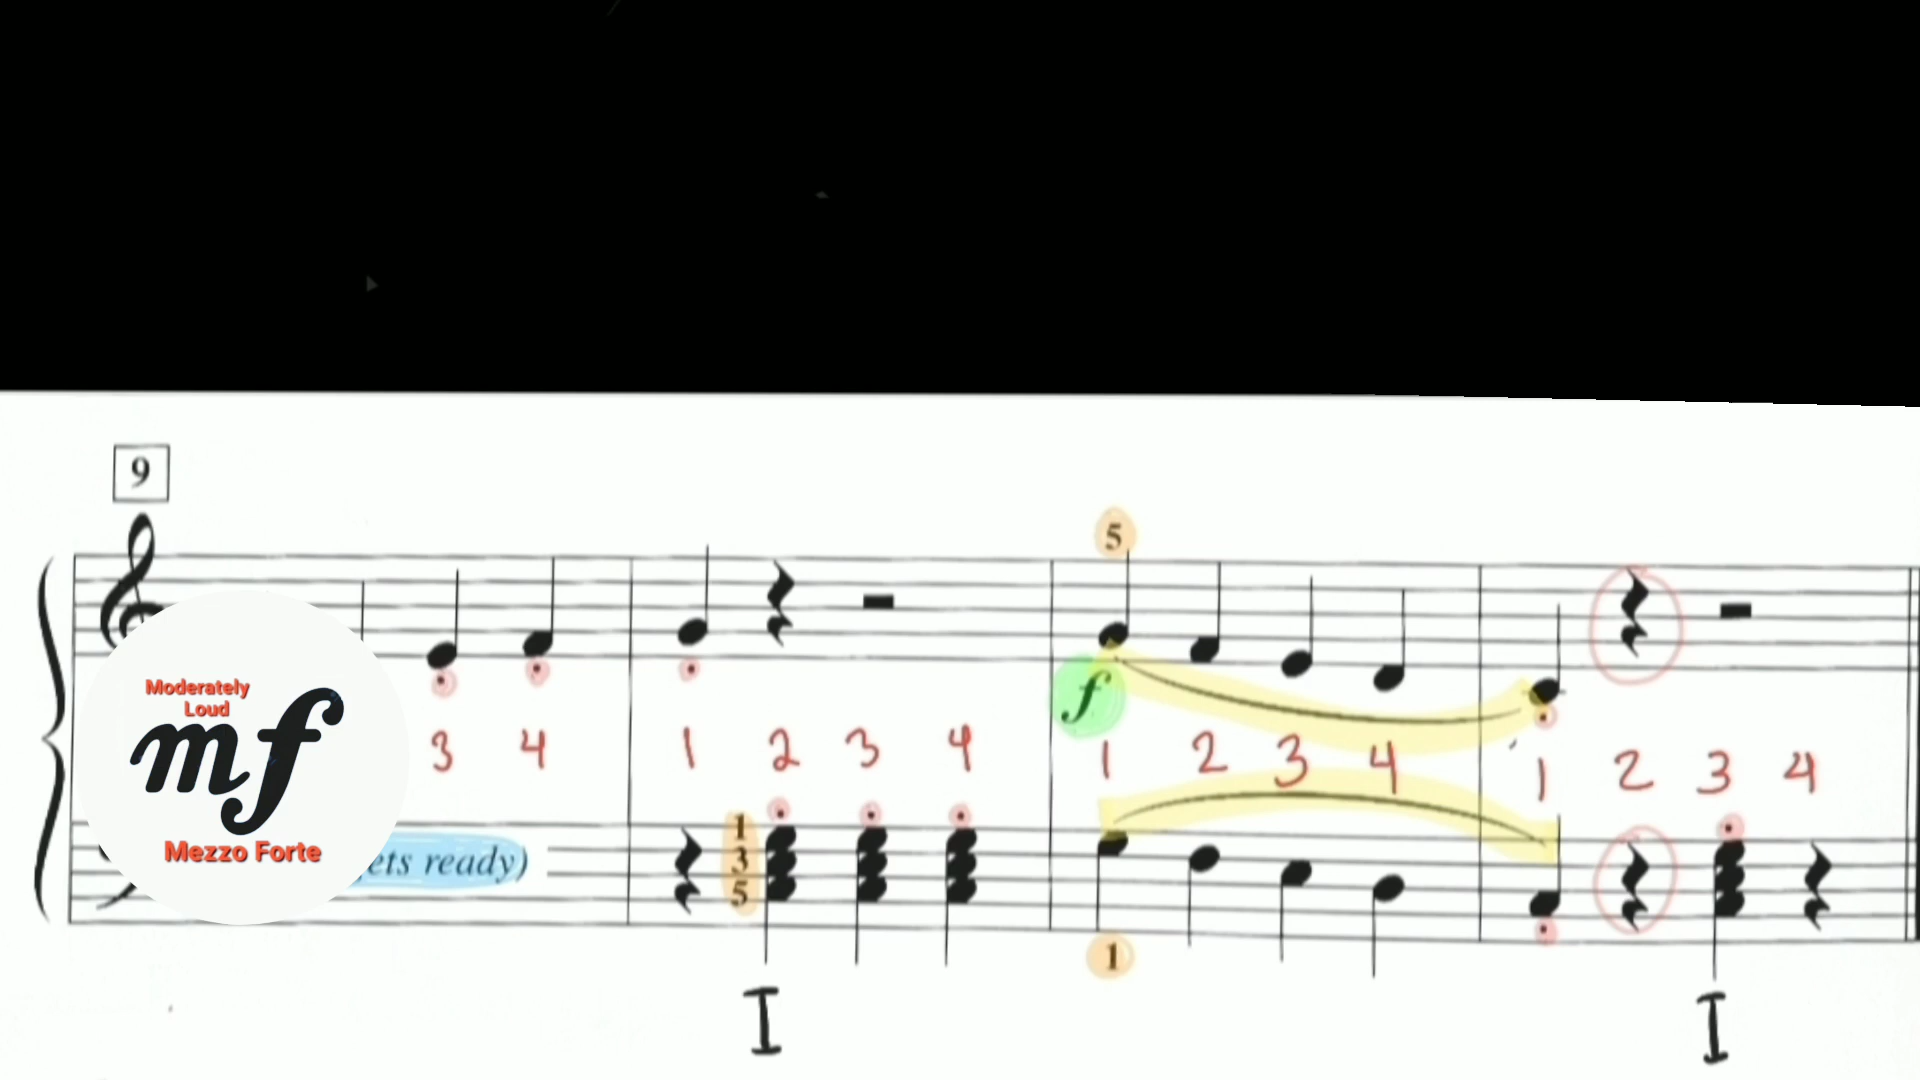 9
5
Moderately
Loud
mf
Mezzo Forte
f
3 4 1 2 3 4 1 2 3 4 1 2 3 4
ets ready)
1
3
5
1
I I